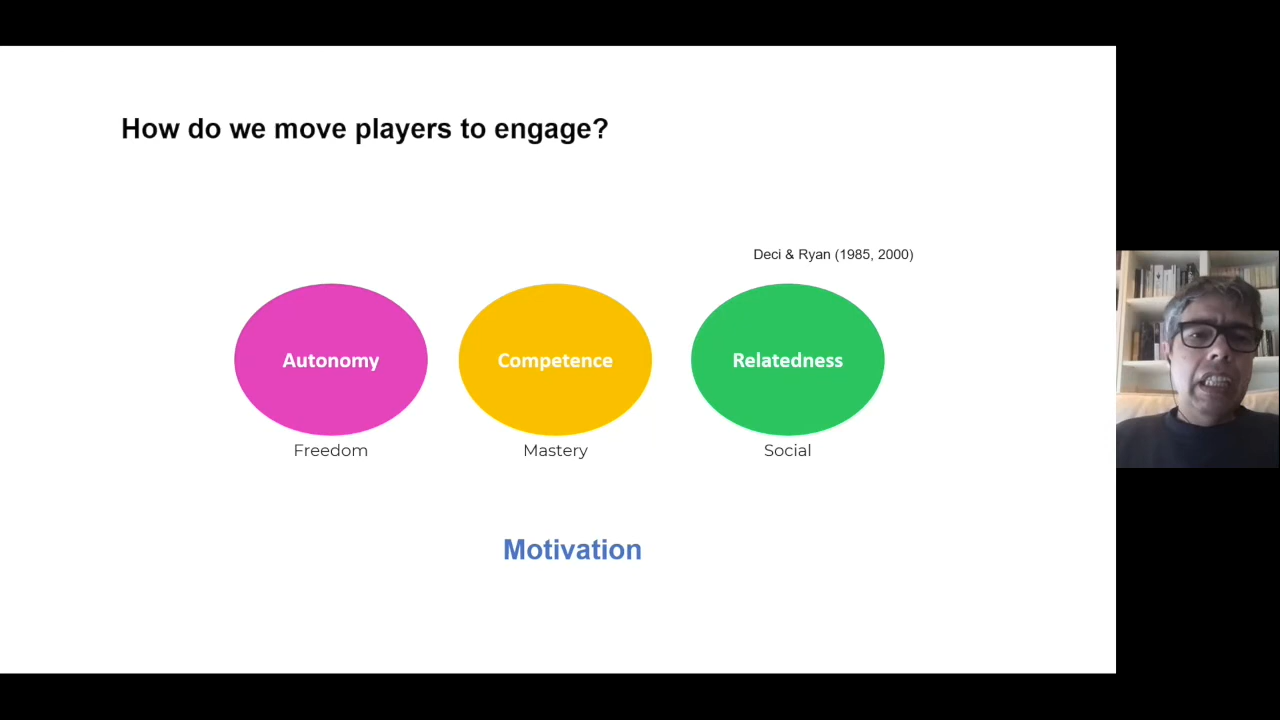 How do we move players to engage?
Deci & Ryan (1985, 2000)
Autonomy
Competence
Relatedness
Freedom
Mastery
Social
Motivation